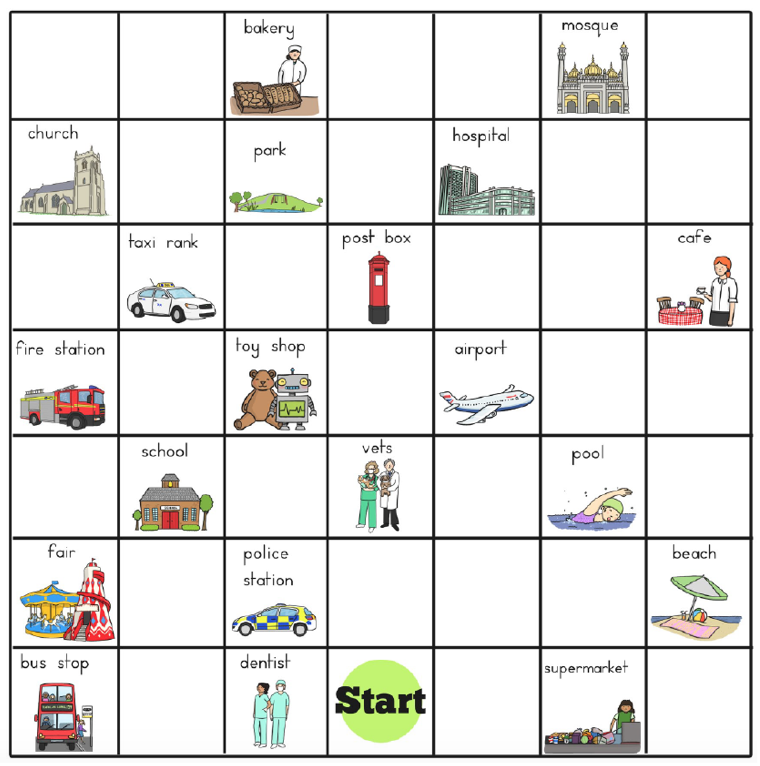 bakery
mosque
church
park
hospital
taxi rank
post box
cafe
fire station
toy shop
airport
school
vets
pool
fair
police
station
beach
bus stop
dentist
Start
supermarket